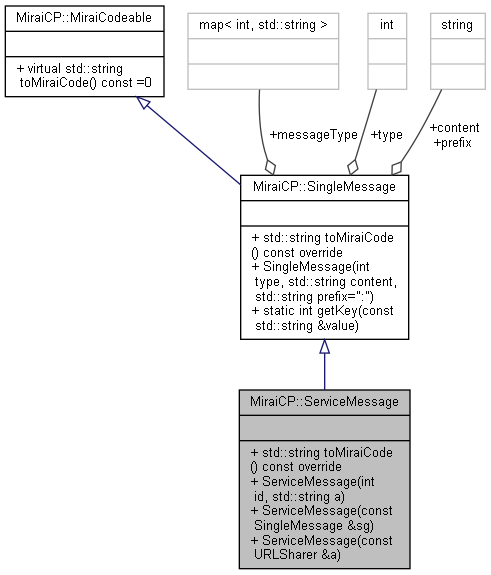 MiraiCP::MiraiCodeable
+ virtual std::string
toMiraiCode() const =0
map< int, std::string >
int
string
+messageType
+type
+content
+prefix
MiraiCP::SingleMessage
+ std::string toMiraiCode
() const override
+ SingleMessage(int
type, std::string content,
std::string prefix=":")
+ static int getKey(const
std::string &value)
MiraiCP::ServiceMessage
+ std::string toMiraiCode
() const override
+ ServiceMessage(int
id, std::string a)
+ ServiceMessage(const
SingleMessage &sg)
+ ServiceMessage(const
URLSharer &a)